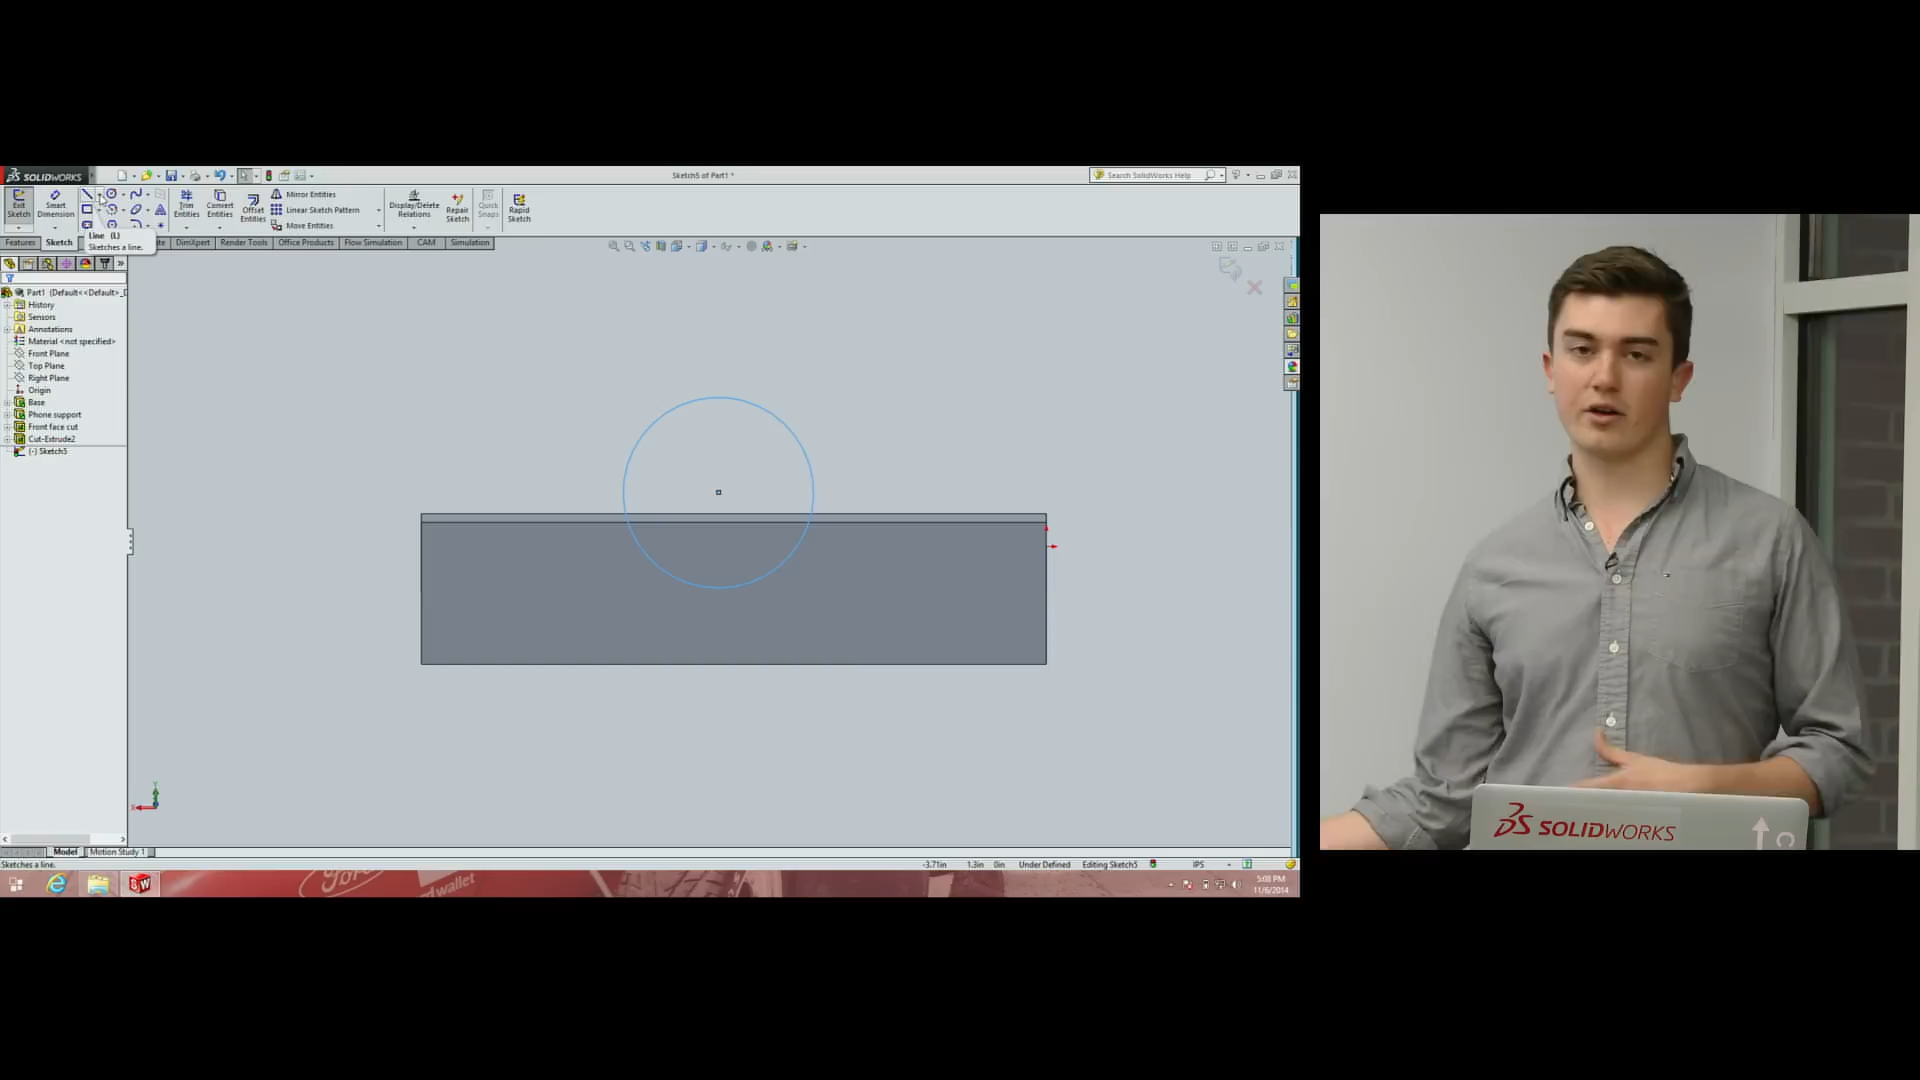 SOLIDWORKS
Sketch5 of Part1 *
Search SolidWorks Help
Exit Sketch
Smart Dimension
Trim Entities
Convert Entities
Offset Entities
Mirror Entities
Linear Sketch Pattern
Move Entities
Display/Delete Relations
Repair Sketch
Quick Snaps
Rapid Sketch
Line (L)
Sketches a line.
Features
Sketch
DimXpert
Render Tools
Office Products
Flow Simulation
CAM
Simulation
Part1 (Default<<Default>_D
History
Sensors
Annotations
Material <not specified>
Front Plane
Top Plane
Right Plane
Origin
Base
Phone support
Front face cut
Cut-Extrude2
(-) Sketch5
Model
Motion Study 1
Sketches a line.
-3.71in
1.3in
0in
Under Defined
Editing Sketch5
IPS
Ford
wallet
5:08 PM
11/6/2014
SOLIDWORKS